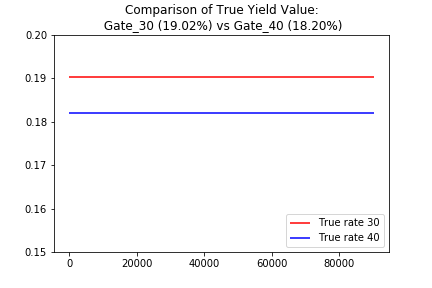 Comparison of True Yield Value:
Gate_30 (19.02%) vs Gate_40 (18.20%)
0.20
0.19
0.18
0.17
0.16
0.15
True rate 30
True rate 40
0 20000 40000 60000 80000